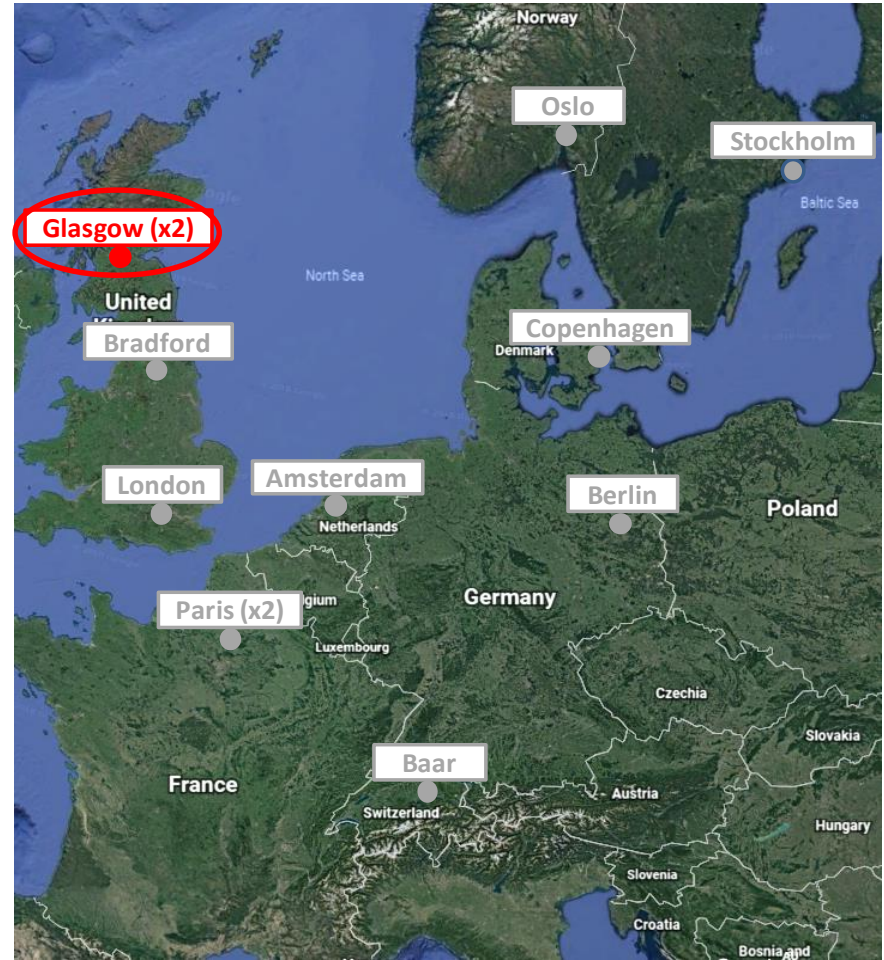 Norway
Oslo
Stockholm
Baltic Sea
Glasgow (x2)
North Sea
United
Bradford
Copenhagen
Denmark
London
Amsterdam
Netherlands
Berlin
Poland
Germany
Paris (x2)
gium
Luxembourg
Czechia
Slovakia
Baar
France
Switzerland
Austria
Hungary
Slovenia
Croatia
Bosnia and